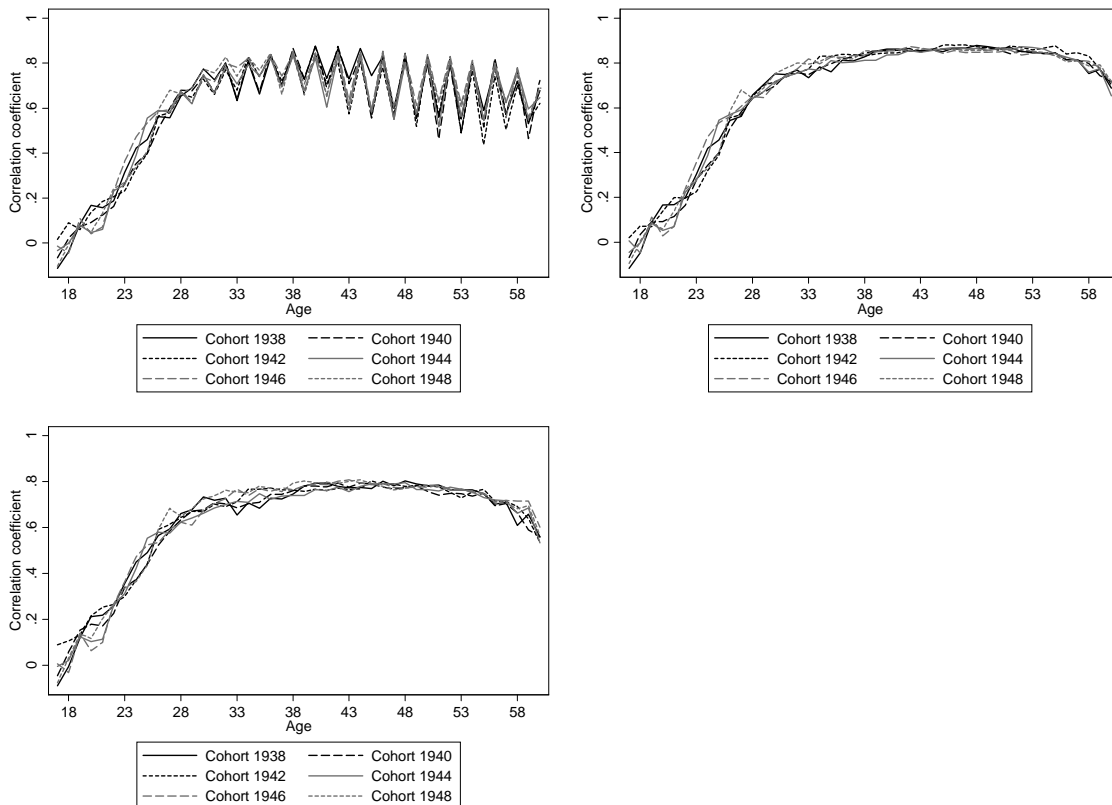 Correlation coefficient
0 .2 .4 .6 .8 1
18 23 28 33 38 43 48 53 58
Age
Cohort 1938 Cohort 1940
Cohort 1942 Cohort 1944
Cohort 1946 Cohort 1948
Correlation coefficient
0 .2 .4 .6 .8 1
18 23 28 33 38 43 48 53 58
Age
Cohort 1938 Cohort 1940
Cohort 1942 Cohort 1944
Cohort 1946 Cohort 1948
Correlation coefficient
0 .2 .4 .6 .8 1
18 23 28 33 38 43 48 53 58
Age
Cohort 1938 Cohort 1940
Cohort 1942 Cohort 1944
Cohort 1946 Cohort 1948